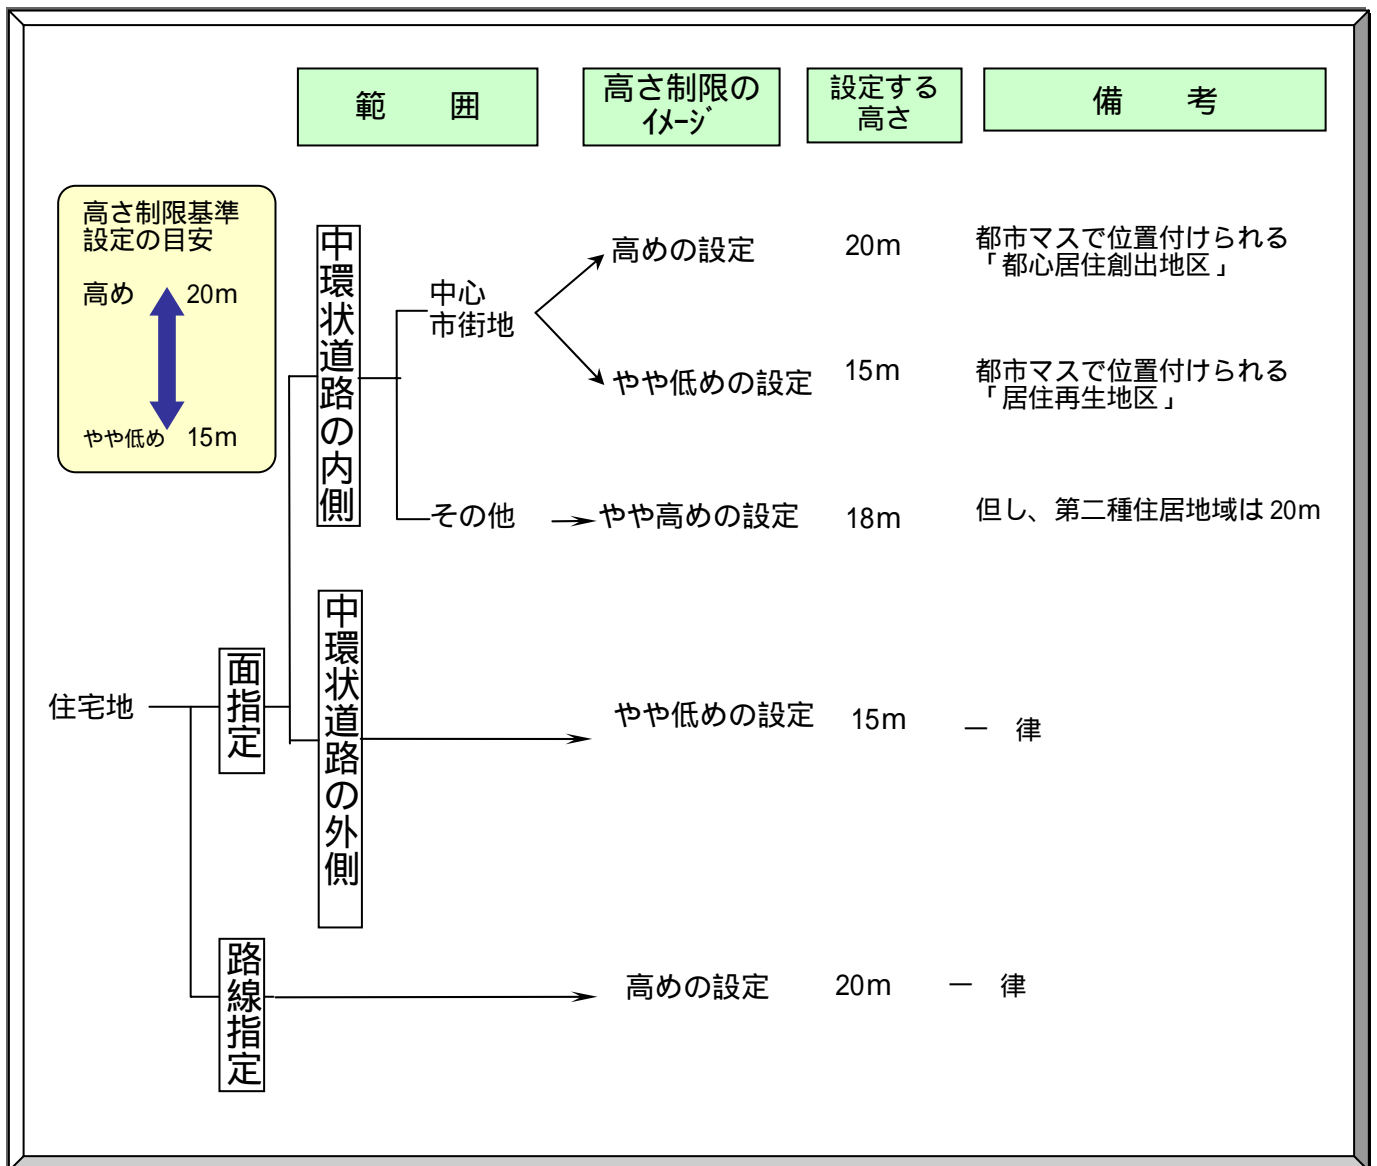 範　囲
高さ制限の
ｲﾒｰｼﾞ
設定する
高さ
備　考
高さ制限基準
設定の目安
高め 20m
やや低め 15m
中環状道路の内側
中心
市街地
高めの設定 20m
都市マスで位置付けられる
「都心居住創出地区」
やや低めの設定 15m
都市マスで位置付けられる
「居住再生地区」
その他 やや高めの設定 18m 但し、第二種住居地域は20m
住宅地
面指定
中環状道路の外側
やや低めの設定 15m 一　律
路線指定
高めの設定 20m 一　律